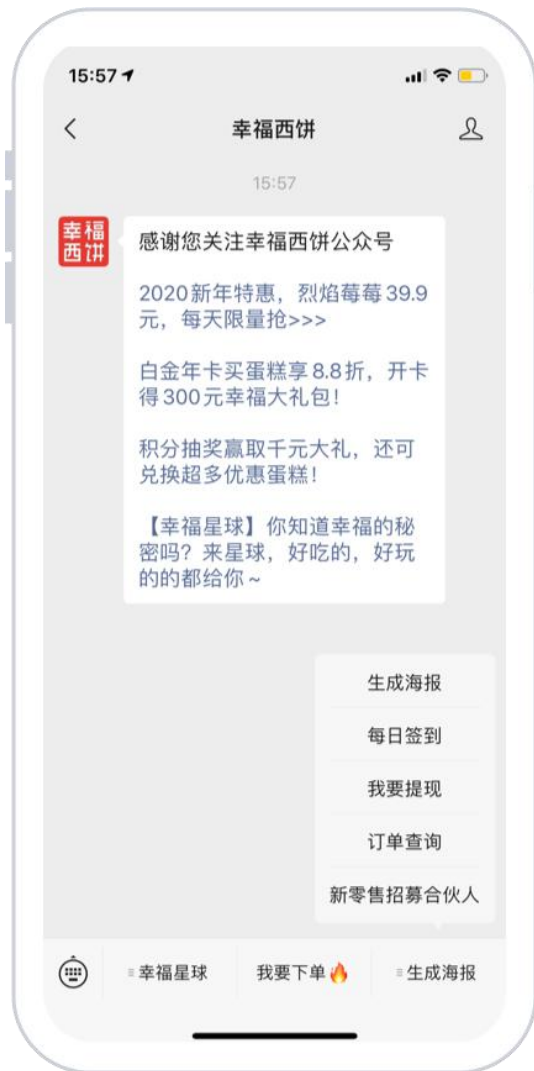 15:57
幸福西饼
15:57
幸福
西饼
感谢您关注幸福西饼公众号
2020新年特惠，烈焰莓莓39.9
元，每天限量抢>>>
白金年卡买蛋糕享8.8折，开卡
得300元幸福大礼包！
积分抽奖赢取千元大礼，还可
兑换超多优惠蛋糕！
【幸福星球】你知道幸福的秘
密吗？来星球，好吃的，好玩
的的都给你~
生成海报
每日签到
我要提现
订单查询
新零售招募合伙人
幸福星球
我要下单🔥
生成海报